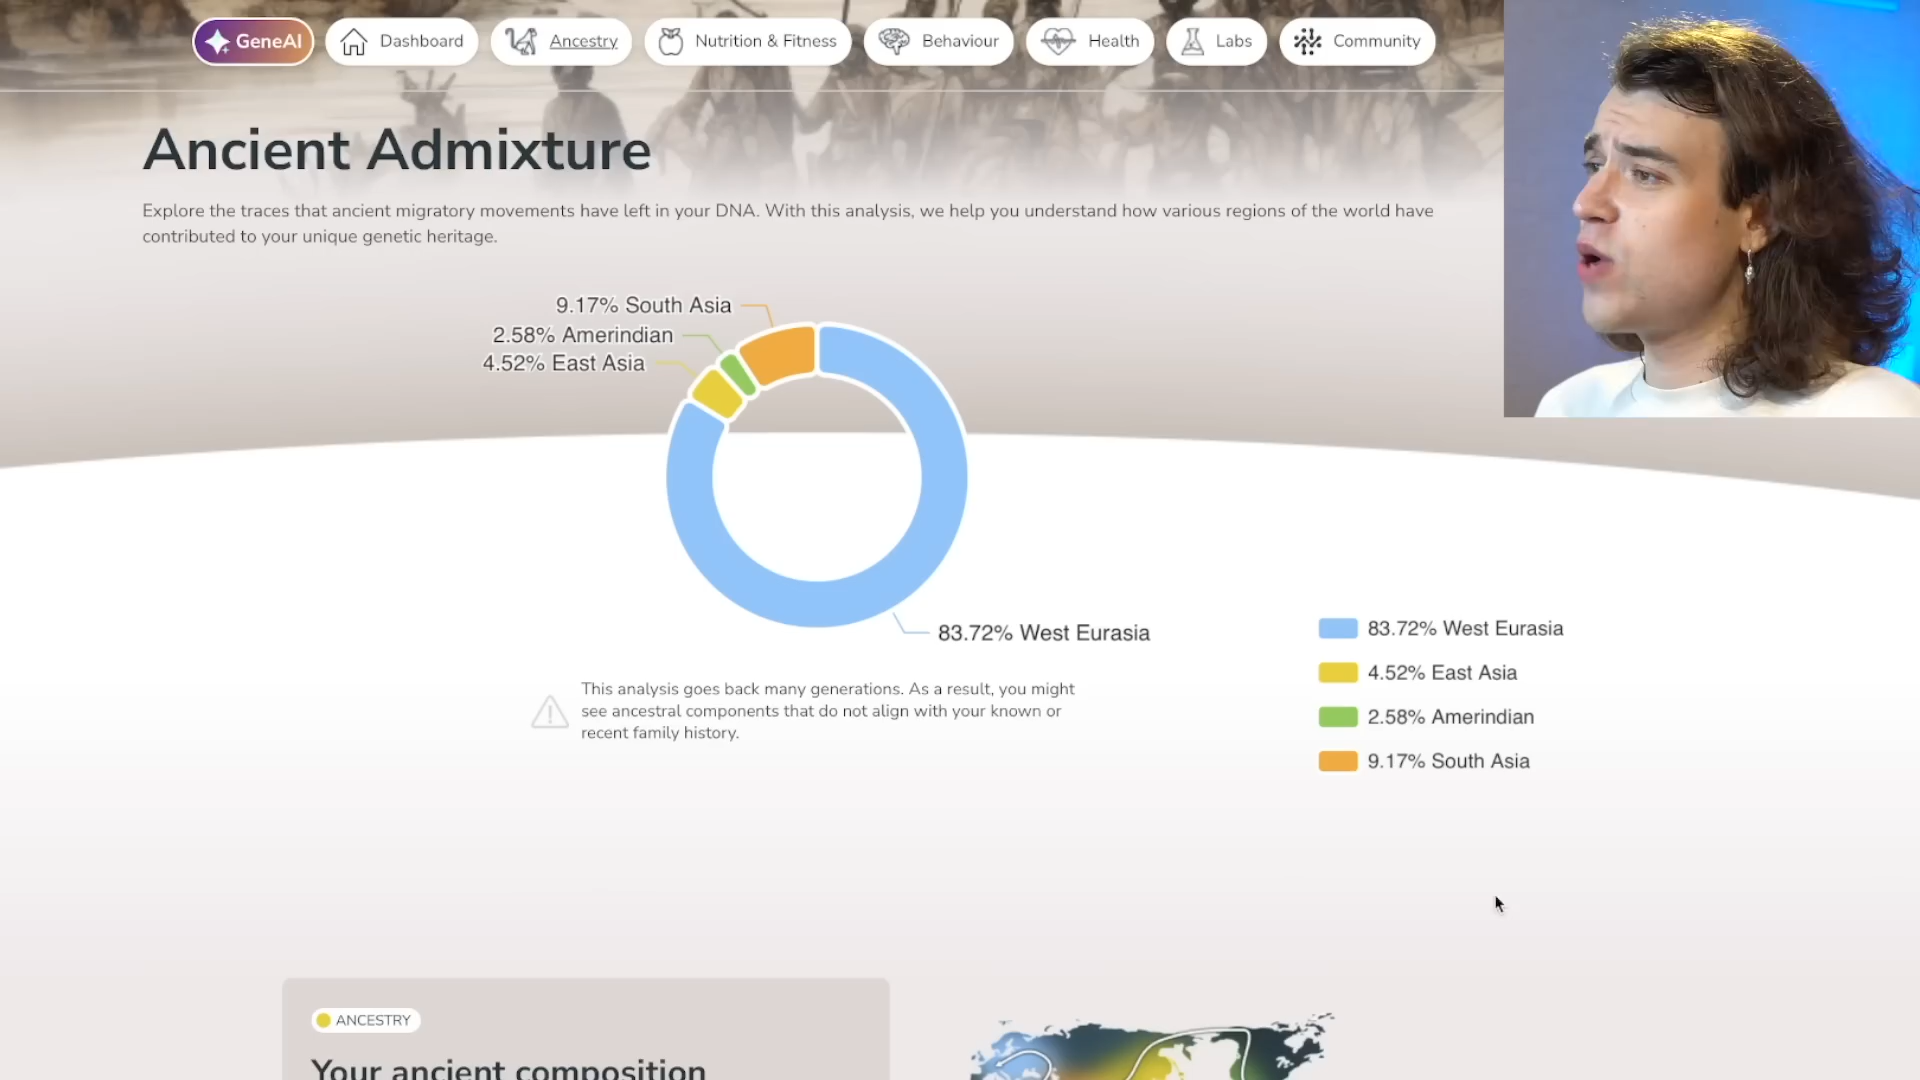 GeneAI
Dashboard
Ancestry
Nutrition & Fitness
Behaviour
Health
Labs
Community
Ancient Admixture
Explore the traces that ancient migratory movements have left in your DNA. With this analysis, we help you understand how various regions of the world have
contributed to your unique genetic heritage.
9.17% South Asia
2.58% Amerindian
4.52% East Asia
83.72% West Eurasia
83.72% West Eurasia
4.52% East Asia
2.58% Amerindian
9.17% South Asia
This analysis goes back many generations. As a result, you might
see ancestral components that do not align with your known or
recent family history.
ANCESTRY
Your ancient composition